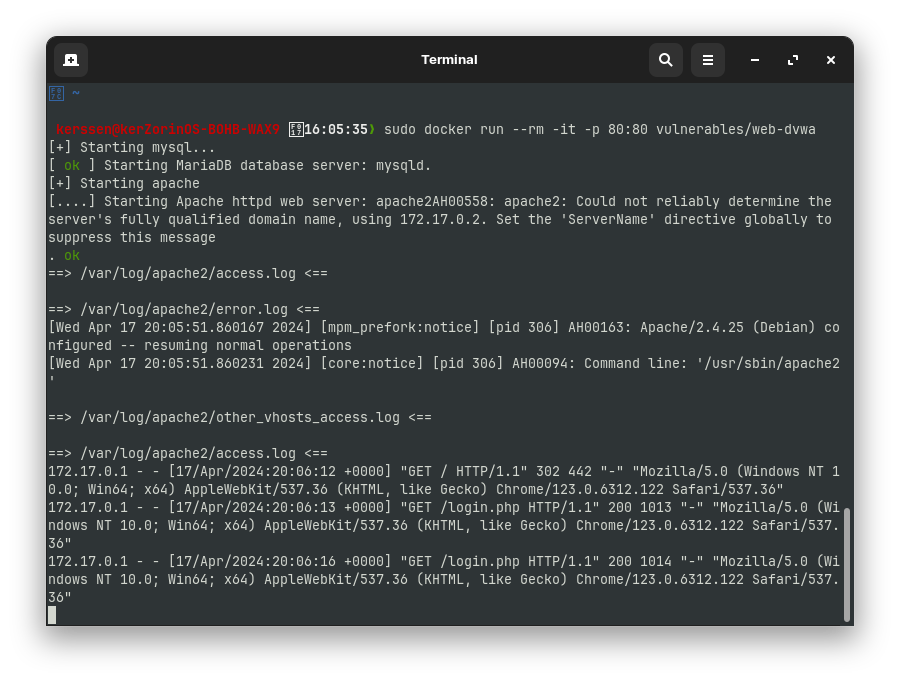 Terminal
~
kerssen@kerZorinOS-BOHB-WAX9 16:05:35❩ sudo docker run --rm -it -p 80:80 vulnerables/web-dvwa
[+] Starting mysql...
[ ok ] Starting MariaDB database server: mysqld.
[+] Starting apache
[....] Starting Apache httpd web server: apache2AH00558: apache2: Could not reliably determine the
server's fully qualified domain name, using 172.17.0.2. Set the 'ServerName' directive globally to
suppress this message
. ok
==> /var/log/apache2/access.log <==
==> /var/log/apache2/error.log <==
[Wed Apr 17 20:05:51.860167 2024] [mpm_prefork:notice] [pid 306] AH00163: Apache/2.4.25 (Debian) co
nfigured -- resuming normal operations
[Wed Apr 17 20:05:51.860231 2024] [core:notice] [pid 306] AH00094: Command line: '/usr/sbin/apache2
'
==> /var/log/apache2/other_vhosts_access.log <==
==> /var/log/apache2/access.log <==
172.17.0.1 - - [17/Apr/2024:20:06:12 +0000] "GET / HTTP/1.1" 302 442 "-" "Mozilla/5.0 (Windows NT 1
0.0; Win64; x64) AppleWebKit/537.36 (KHTML, like Gecko) Chrome/123.0.6312.122 Safari/537.36"
172.17.0.1 - - [17/Apr/2024:20:06:13 +0000] "GET /login.php HTTP/1.1" 200 1013 "-" "Mozilla/5.0 (Wi
ndows NT 10.0; Win64; x64) AppleWebKit/537.36 (KHTML, like Gecko) Chrome/123.0.6312.122 Safari/537.
36"
172.17.0.1 - - [17/Apr/2024:20:06:16 +0000] "GET /login.php HTTP/1.1" 200 1014 "-" "Mozilla/5.0 (Wi
ndows NT 10.0; Win64; x64) AppleWebKit/537.36 (KHTML, like Gecko) Chrome/123.0.6312.122 Safari/537.
36"